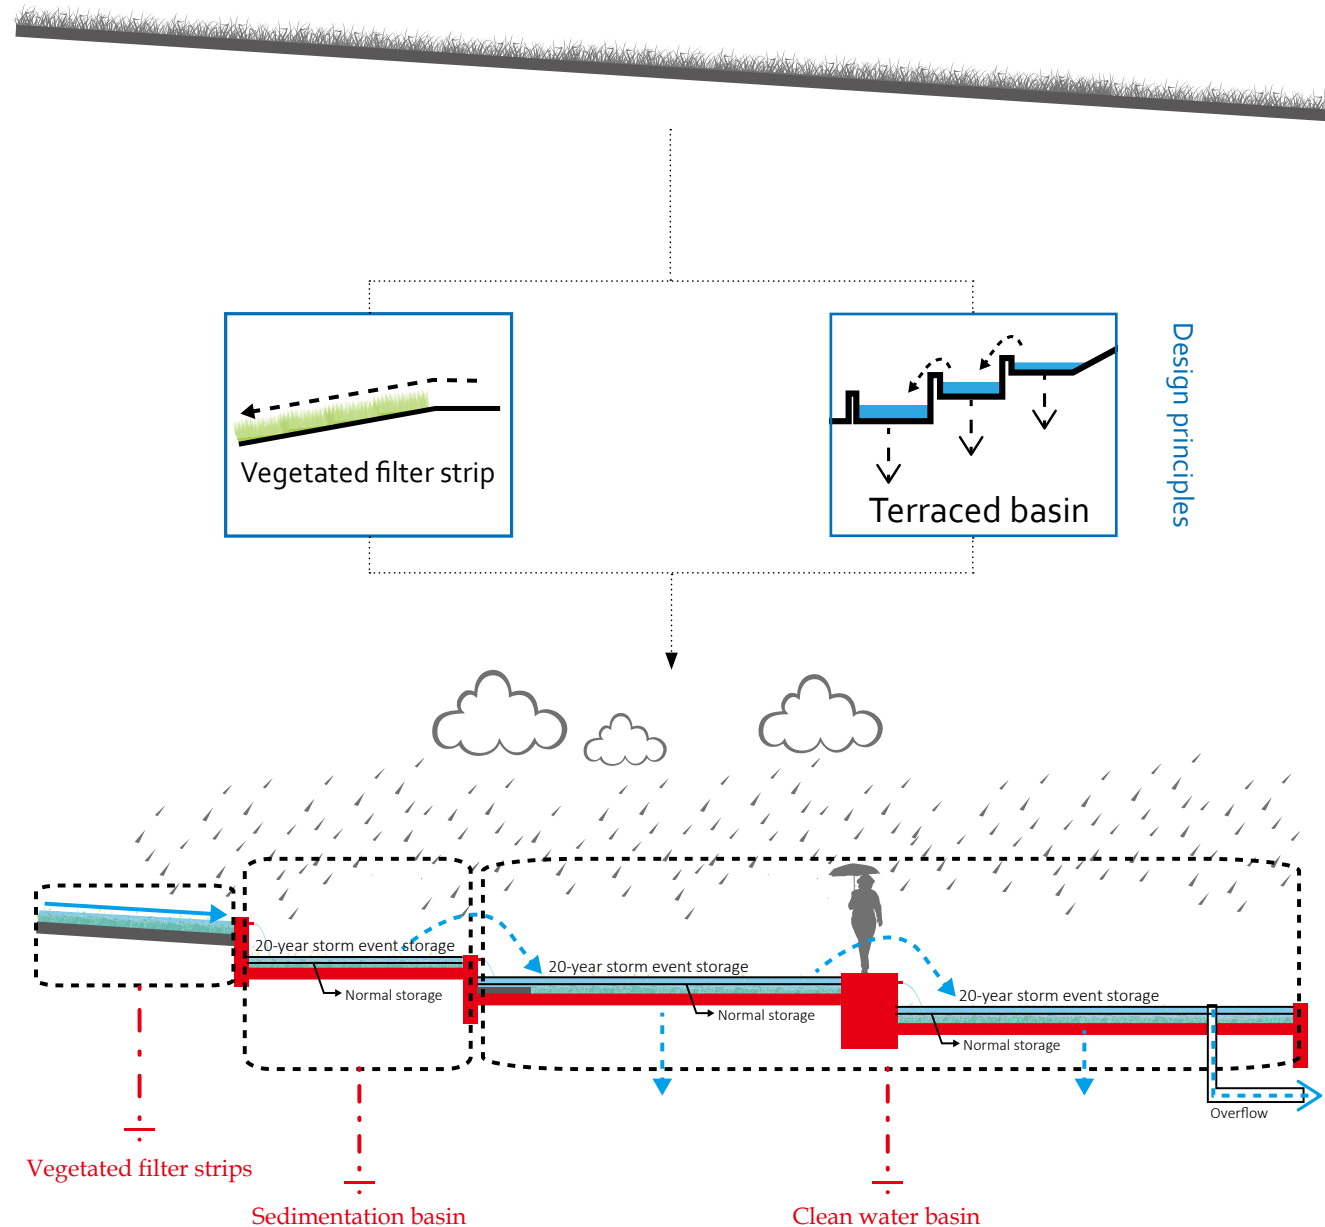 Design principles
Vegetated filter strip
Terraced basin
20-year storm event storage
Normal storage
20-year storm event storage
Normal storage
20-year storm event storage
Normal storage
Overflow
Vegetated filter strips
Sedimentation basin
Clean water basin